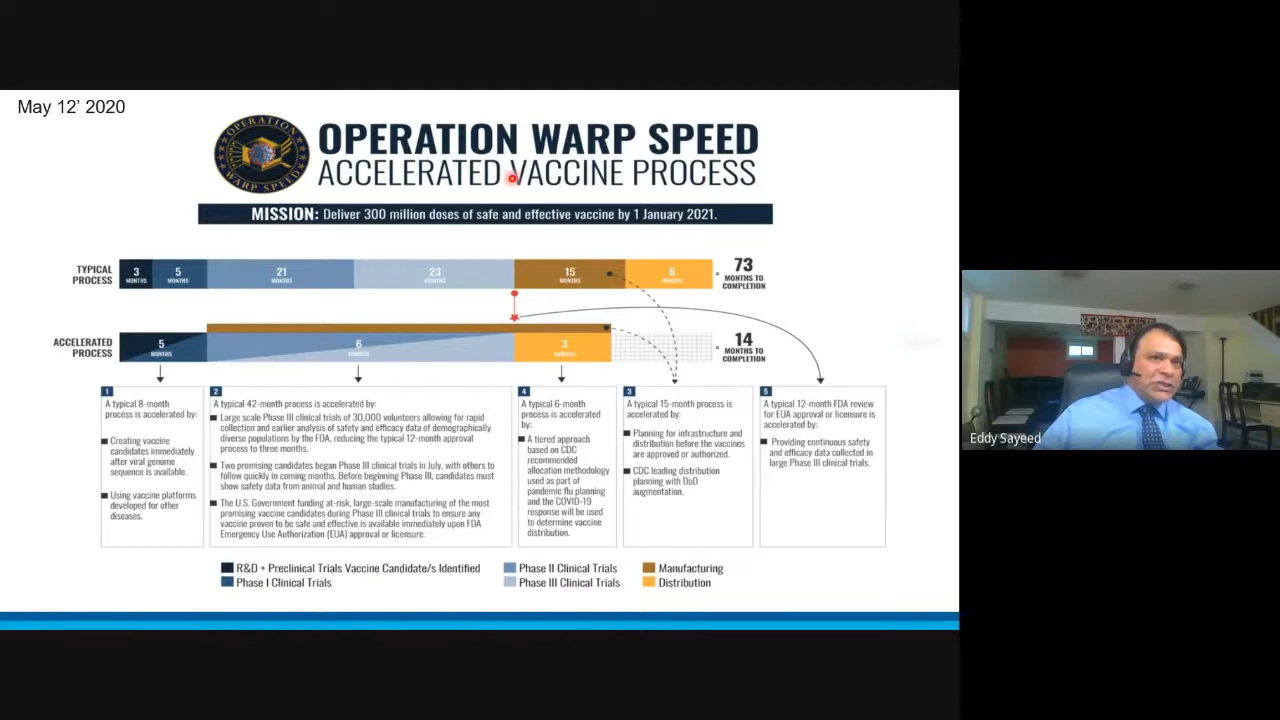 May 12' 2020
OPERATION
WARP SPEED
OPERATION WARP SPEED
ACCELERATED VACCINE PROCESS
MISSION: Deliver 300 million doses of safe and effective vaccine by 1 January 2021.
TYPICAL
PROCESS
3
MONTHS
5
MONTHS
21
MONTHS
23
MONTHS
15
MONTHS
6
MONTHS
= 73
MONTHS TO
COMPLETION
ACCELERATED
PROCESS
5
MONTHS
6
MONTHS
3
MONTHS
= 14
MONTHS TO
COMPLETION
1
A typical 8-month
process is accelerated by:
Creating vaccine
candidates immediately
after viral genome
sequence is available.
Using vaccine platforms
developed for other
diseases.
2
A typical 42-month process is accelerated by:
Large scale Phase III clinical trials of 30,000 volunteers allowing for rapid
collection and earlier analysis of safety and efficacy data of demographically
diverse populations by the FDA, reducing the typical 12-month approval
process to three months.
Two promising candidates began Phase III clinical trials in July, with others to
follow quickly in coming months. Before beginning Phase III, candidates must
show safety data from animal and human studies.
The U.S. Government funding at-risk, large-scale manufacturing of the most
promising vaccine candidates during Phase III clinical trials to ensure any
vaccine proven to be safe and effective is available immediately upon FDA
Emergency Use Authorization (EUA) approval or licensure.
4
A typical 6-month
process is accelerated
by:
A tiered approach
based on CDC
recommended
allocation methodology
used as part of
pandemic flu planning
and the COVID-19
response will be used
to determine vaccine
distribution.
3
A typical 15-month process is
accelerated by:
Planning for infrastructure and
distribution before the vaccines
are approved or authorized.
CDC leading distribution
planning with DoD
augmentation.
5
A typical 12-month FDA review
for EUA approval or licensure is
accelerated by:
Providing continuous safety
and efficacy data collected in
large Phase III clinical trials.
R&D + Preclinical Trials Vaccine Candidate/s Identified
Phase I Clinical Trials
Phase II Clinical Trials
Phase III Clinical Trials
Manufacturing
Distribution
Eddy Sayeed